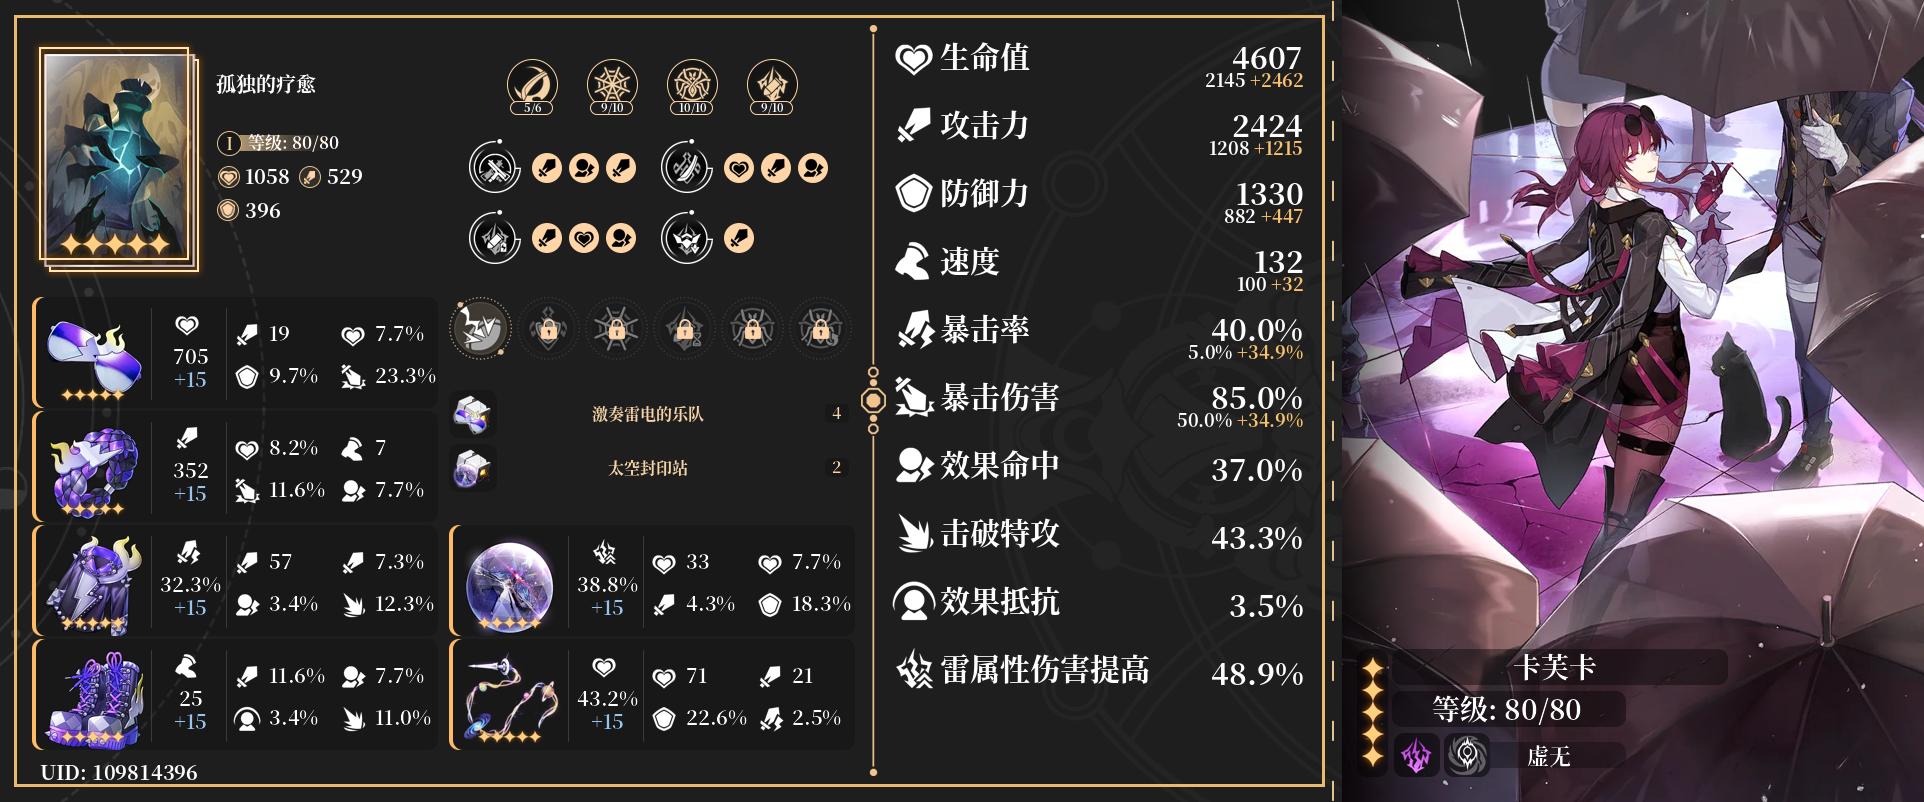 孤独的疗愈
I 等级: 80/80
1058 529
396
5/6 9/10 10/10 9/10
705
+15
19 7.7%
9.7% 23.3%
352
+15
8.2% 7
11.6% 7.7%
32.3%
+15
57 7.3%
3.4% 12.3%
25
+15
11.6% 7.7%
3.4% 11.0%
激奏雷电的乐队 4
太空封印站 2
38.8%
+15
33 7.7%
4.3% 18.3%
43.2%
+15
71 21
22.6% 2.5%
UID: 109814396
生命值 4607
2145 +2462
攻击力 2424
1208 +1215
防御力 1330
882 +447
速度 132
100 +32
暴击率 40.0%
5.0% +34.9%
暴击伤害 85.0%
50.0% +34.9%
效果命中 37.0%
击破特攻 43.3%
效果抵抗 3.5%
雷属性伤害提高 48.9%
卡芙卡
等级: 80/80
虚无